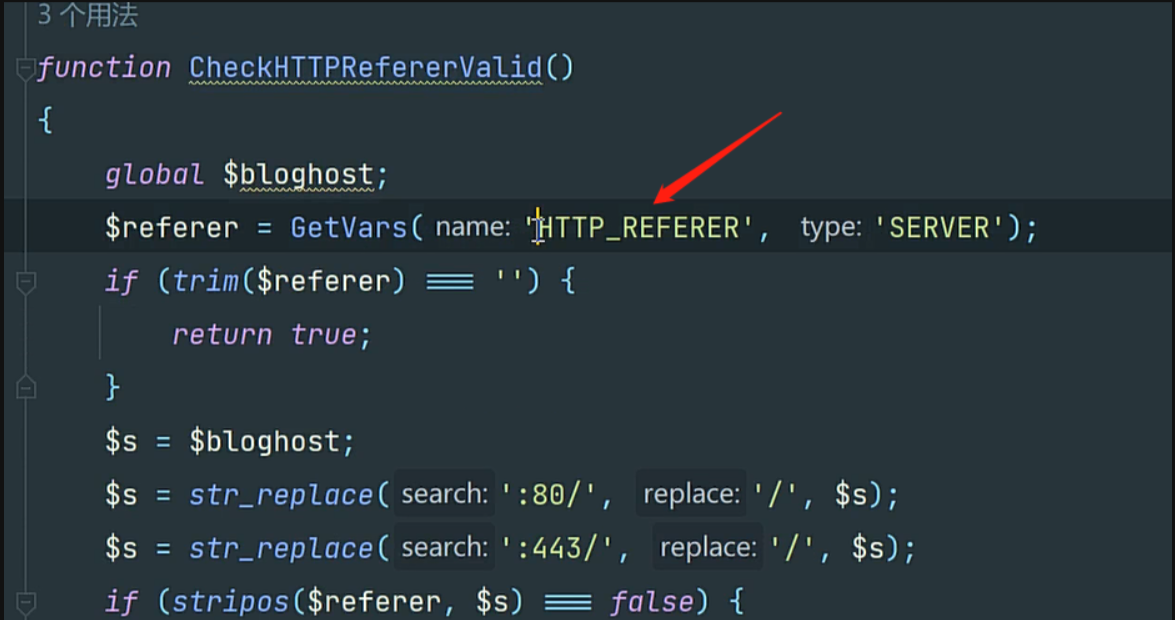 3 个用法
function CheckHTTPRefererValid()
{
global $bloghost;
$referer = GetVars( name: 'HTTP_REFERER', type: 'SERVER');
if (trim($referer) === '') {
return true;
}
$s = $bloghost;
$s = str_replace( search: ':80/', replace: '/', $s);
$s = str_replace( search: ':443/', replace: '/', $s);
if (stripos($referer, $s) === false) {